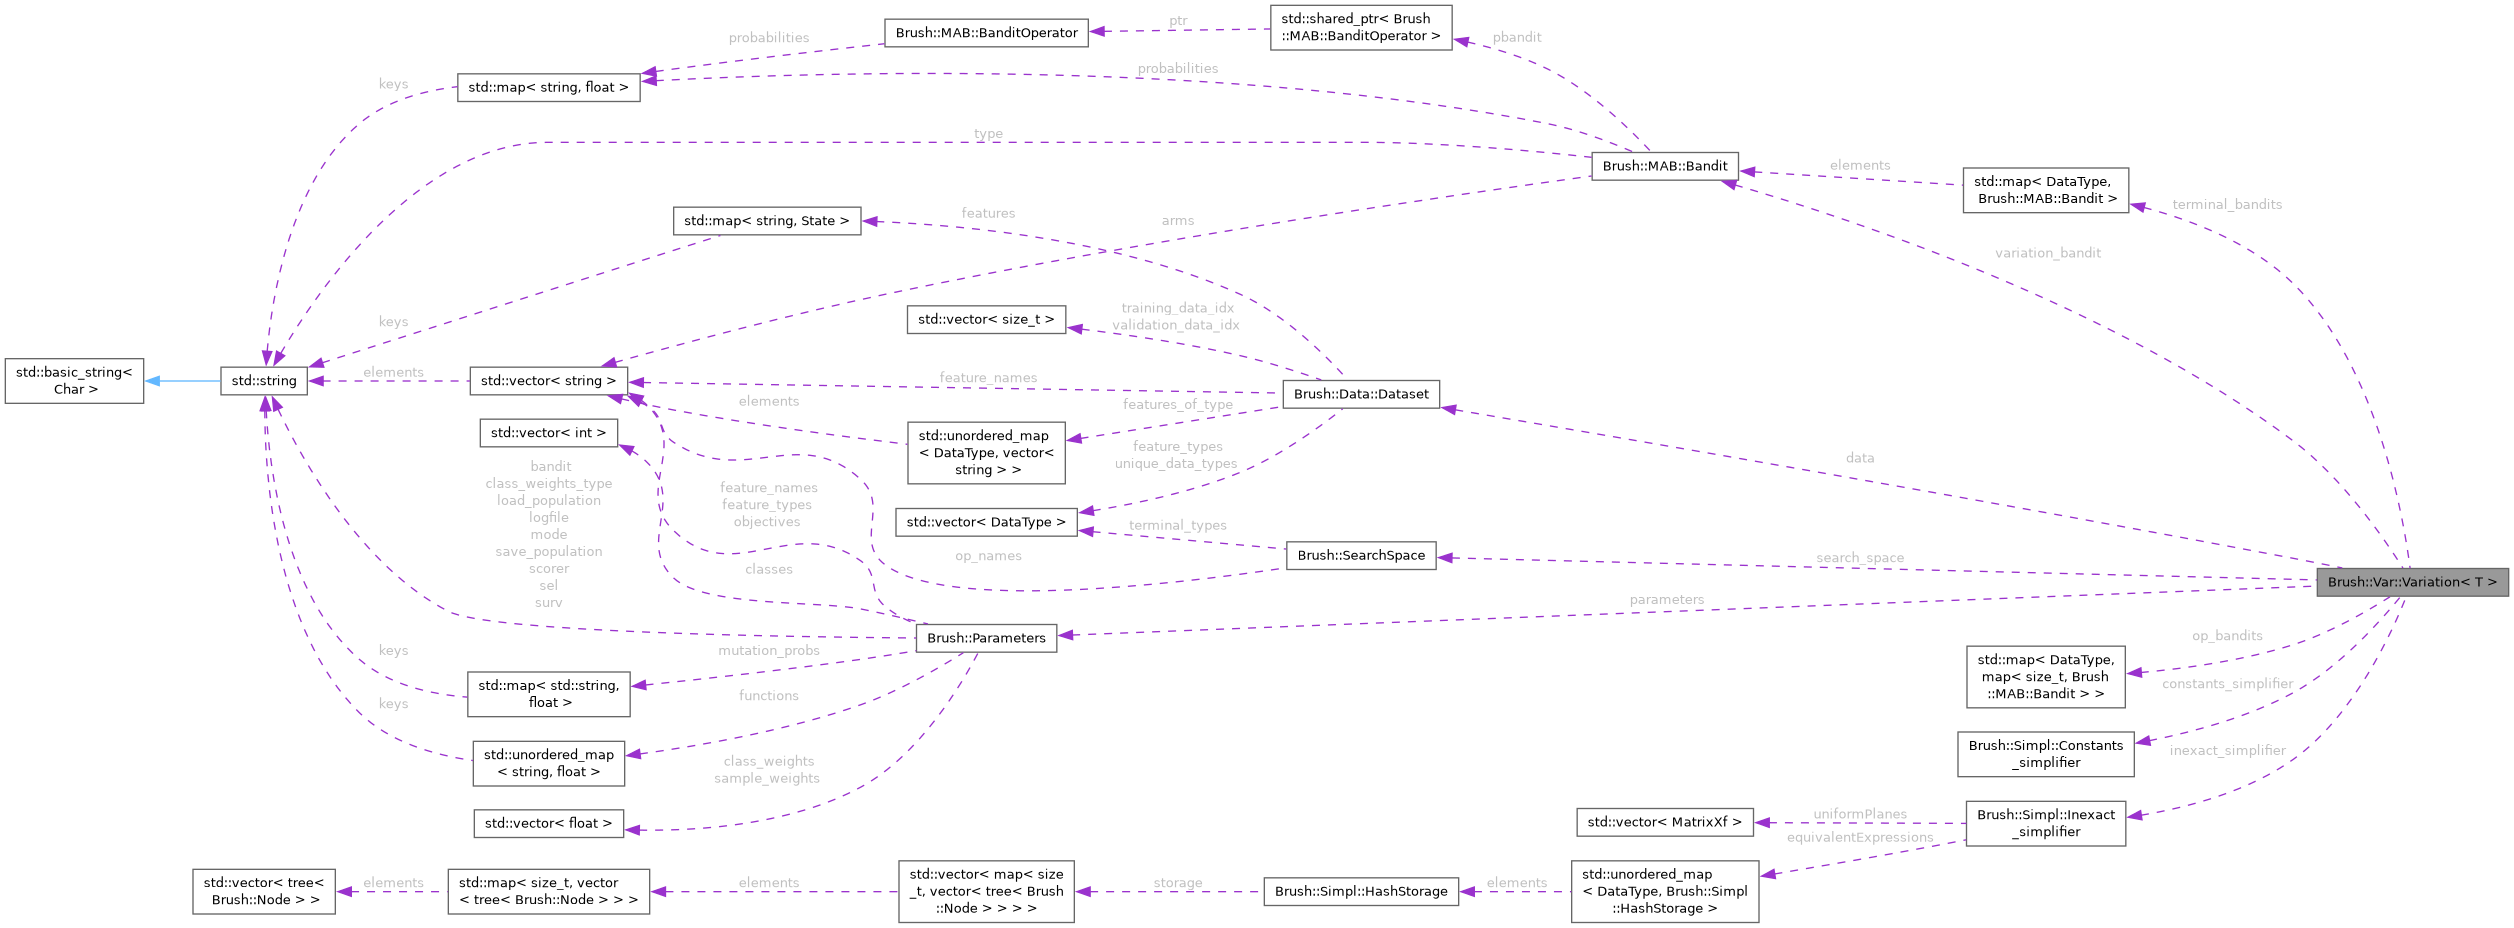 std::basic_string<
Char >
std::string
keys
type
keys
elements
bandit
class_weights_type
load_population
logfile
mode
save_population
scorer
sel
surv
keys
keys
std::map< string, float >
std::vector< string >
std::vector< int >
std::map< std::string,
float >
std::unordered_map
< string, float >
std::vector< float >
std::vector< tree<
Brush::Node > >
elements
std::map< size_t, vector
< tree< Brush::Node > > >
probabilities
std::map< string, State >
elements
feature_names
feature_types
objectives
classes
mutation_probs
functions
class_weights
sample_weights
elements
Brush::MAB::BanditOperator
ptr
probabilities
type
features
arms
std::vector< size_t >
training_data_idx
validation_data_idx
feature_names
features_of_type
std::unordered_map
< DataType, vector<
string > >
feature_types
unique_data_types
std::vector< DataType >
terminal_types
op_names
Brush::Parameters
std::vector< map< size
_t, vector< tree< Brush
::Node > > > >
storage
std::shared_ptr< Brush
::MAB::BanditOperator >
pbandit
Brush::Data::Dataset
Brush::SearchSpace
Brush::Simpl::HashStorage
elements
Brush::MAB::Bandit
elements
std::map< DataType,
Brush::MAB::Bandit >
terminal_bandits
variation_bandit
data
search_space
parameters
Brush::Var::Variation< T >
op_bandits
std::map< DataType,
map< size_t, Brush
::MAB::Bandit > >
constants_simplifier
Brush::Simpl::Constants
_simplifier
inexact_simplifier
Brush::Simpl::Inexact
_simplifier
uniformPlanes
std::vector< MatrixXf >
equivalentExpressions
std::unordered_map
< DataType, Brush::Simpl
::HashStorage >